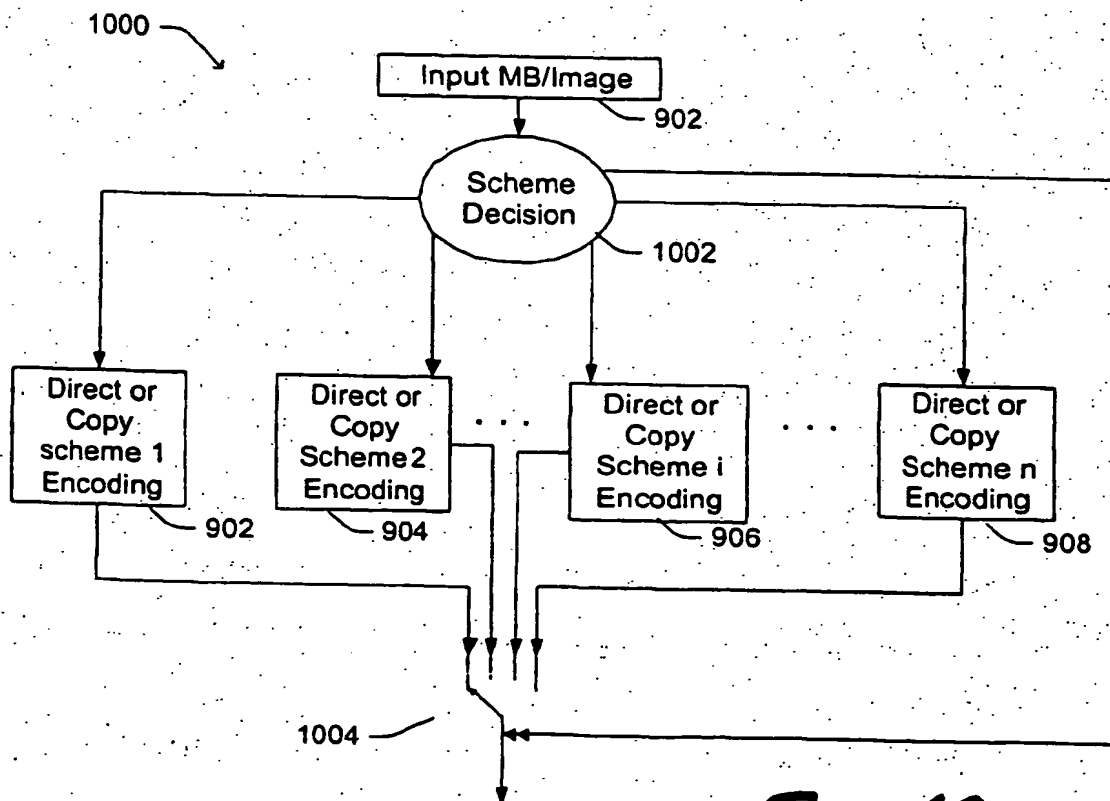 1000
Input MB/Image
902
Scheme
Decision
1002
Direct or
Copy
scheme 1
Encoding
902
Direct or
Copy
Scheme 2
Encoding
904
. . .
Direct or
Copy
Scheme i
Encoding
906
. . .
Direct or
Copy
Scheme n
Encoding
908
1004